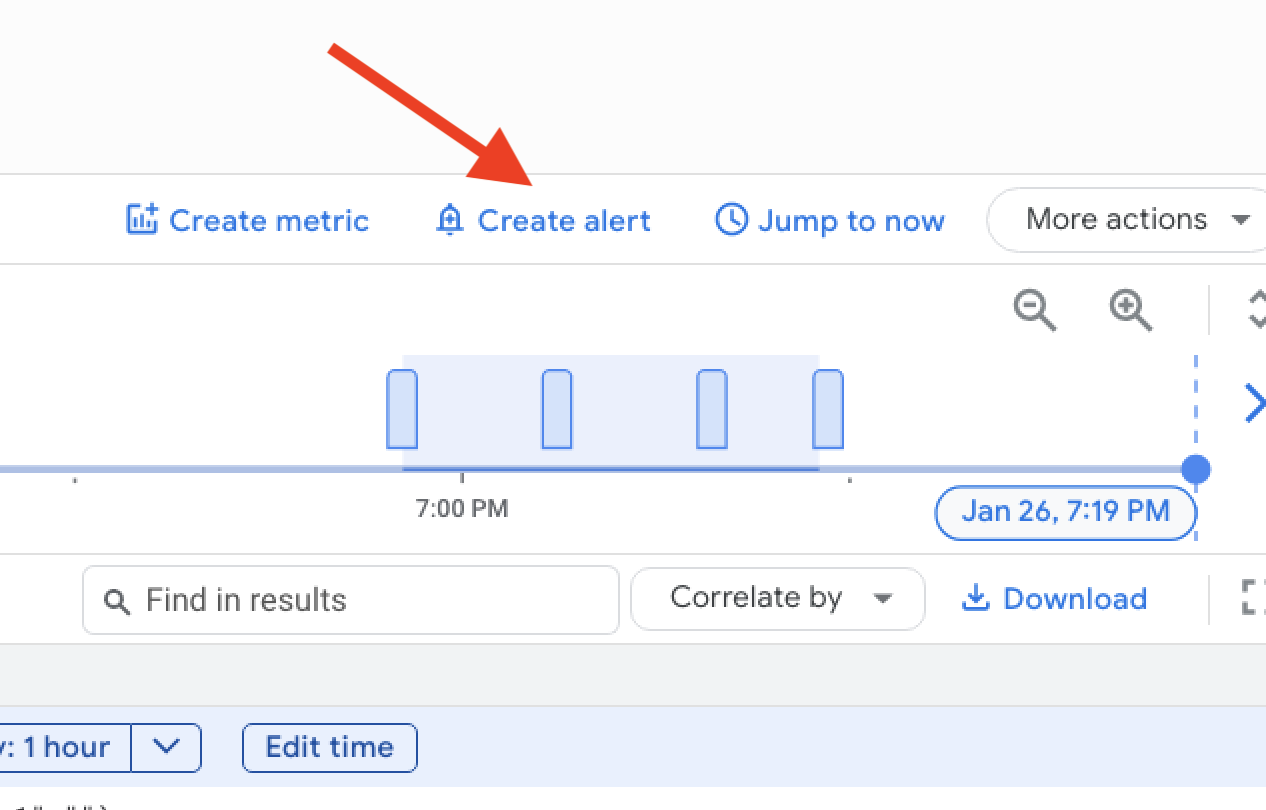 Create metric Create alert Jump to now More actions
7:00 PM
Jan 26, 7:19 PM
Find in results Correlate by Download
: 1 hour Edit time